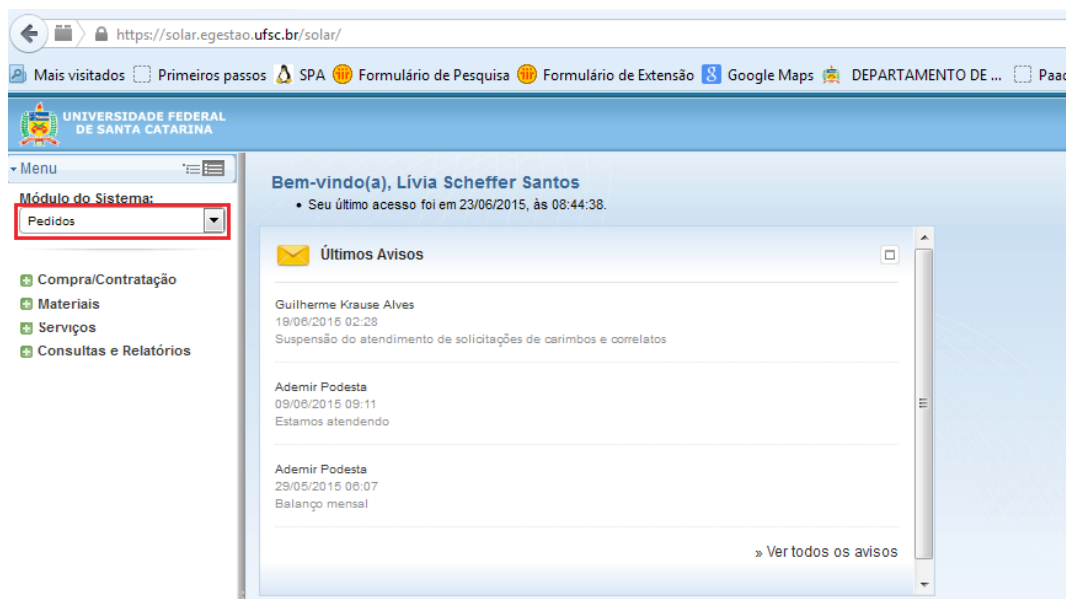 https://solar.egestao.ufsc.br/solar/
Mais visitados Primeiros passos SPA Formulário de Pesquisa Formulário de Extensão Google Maps DEPARTAMENTO DE ... Paad
UNIVERSIDADE FEDERAL
DE SANTA CATARINA
Menu
Módulo do Sistema:
Pedidos
Compra/Contratação
Materiais
Serviços
Consultas e Relatórios
Bem-vindo(a), Lívia Scheffer Santos
• Seu último acesso foi em 23/06/2015, às 08:44:38.
Últimos Avisos
Guilherme Krause Alves
19/06/2015 02:28
Suspensão do atendimento de solicitações de carimbos e correlatos
Ademir Podesta
09/06/2015 09:11
Estamos atendendo
Ademir Podesta
29/05/2015 06:07
Balanço mensal
» Ver todos os avisos